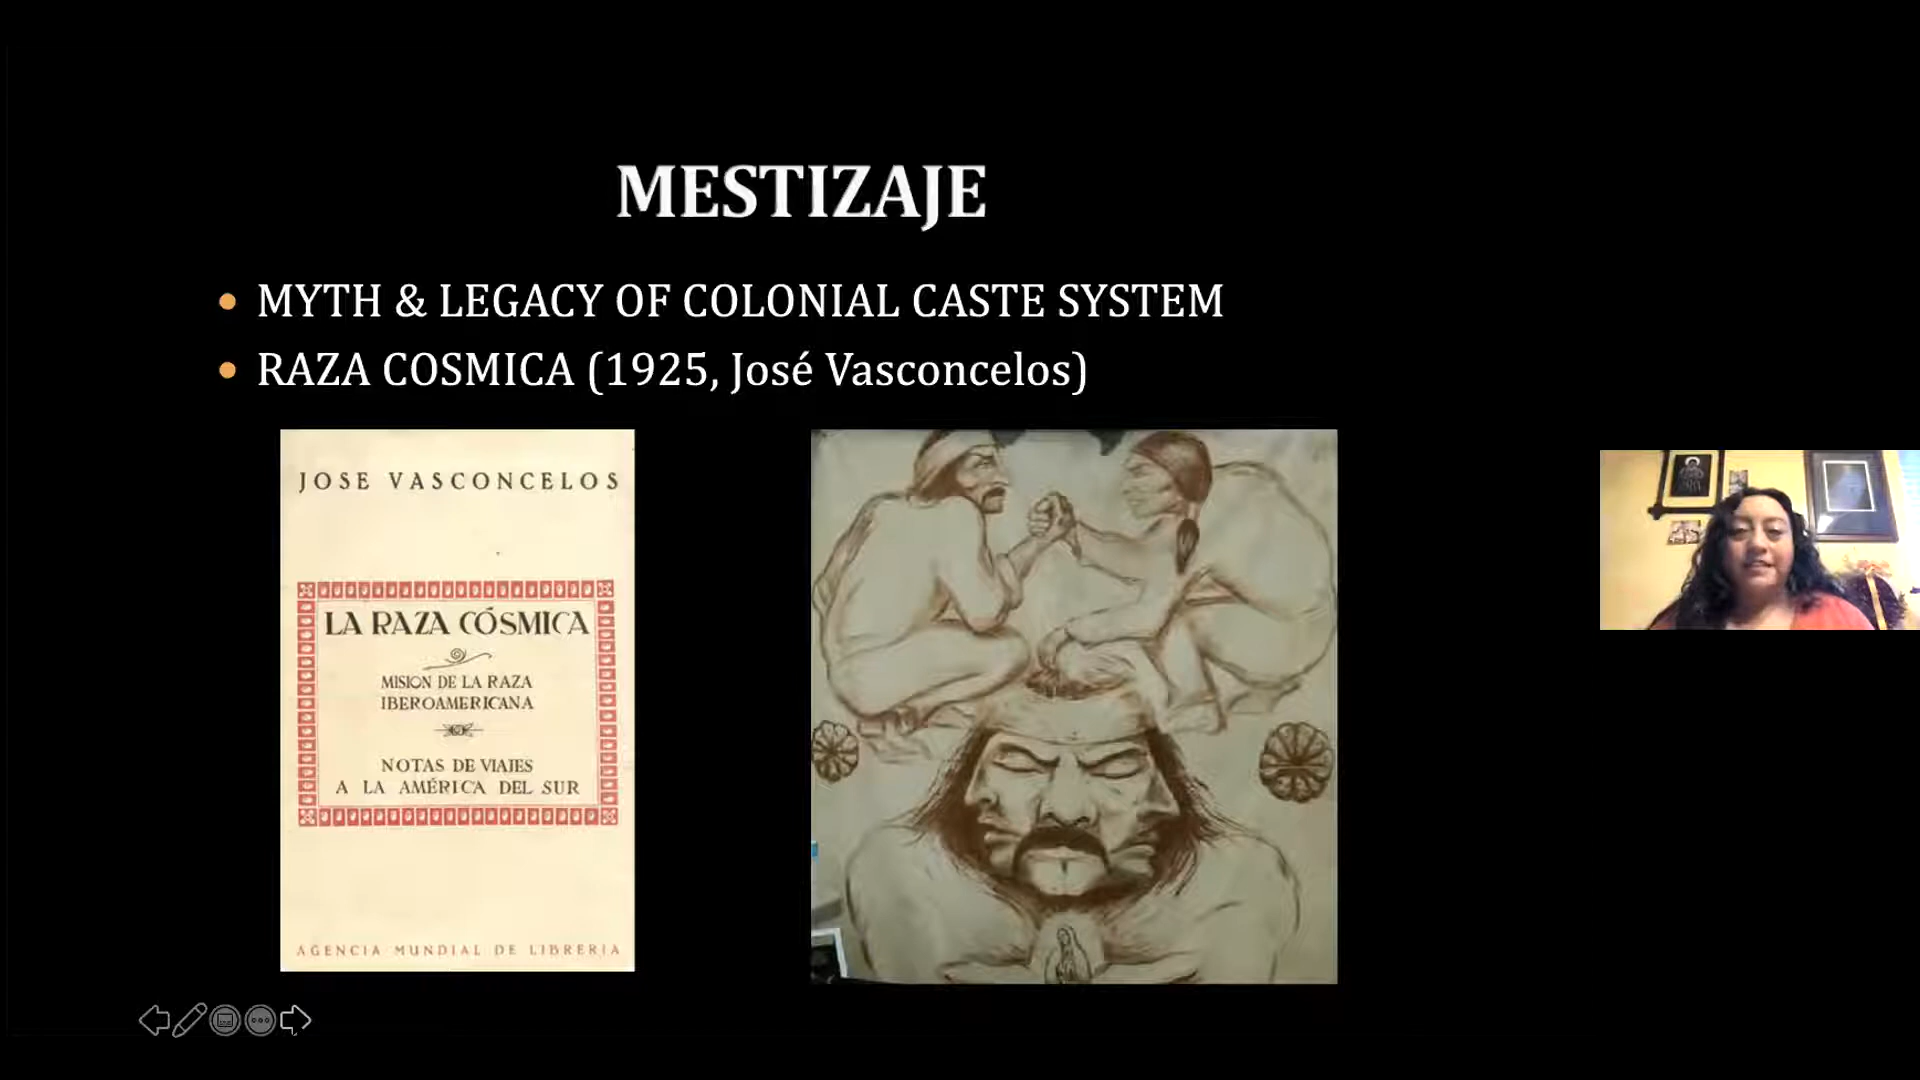 MESTIZAJE
• MYTH & LEGACY OF COLONIAL CASTE SYSTEM
• RAZA COSMICA (1925, José Vasconcelos)
JOSE VASCONCELOS
LA RAZA CÓSMICA
MISION DE LA RAZA
IBEROAMERICANA
NOTAS DE VIAJES
A LA AMÉRICA DEL SUR
AGENCIA MUNDIAL DE LIBRERIA